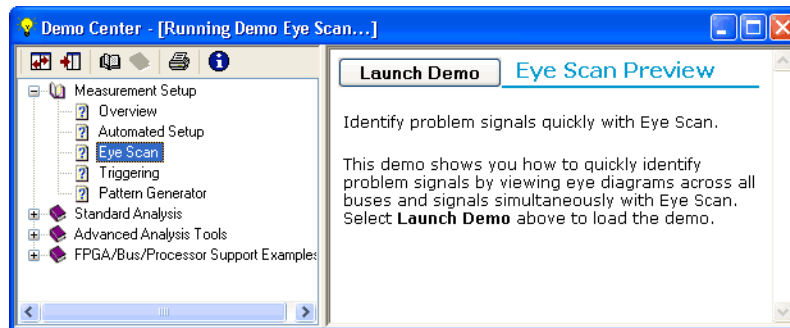 Demo Center - [Running Demo Eye Scan...]
Measurement Setup
Overview
Automated Setup
Eye Scan
Triggering
Pattern Generator
Standard Analysis
Advanced Analysis Tools
FPGA/Bus/Processor Support Examples
Launch Demo
Eye Scan Preview
Identify problem signals quickly with Eye Scan.
This demo shows you how to quickly identify
problem signals by viewing eye diagrams across all
buses and signals simultaneously with Eye Scan.
Select Launch Demo above to load the demo.